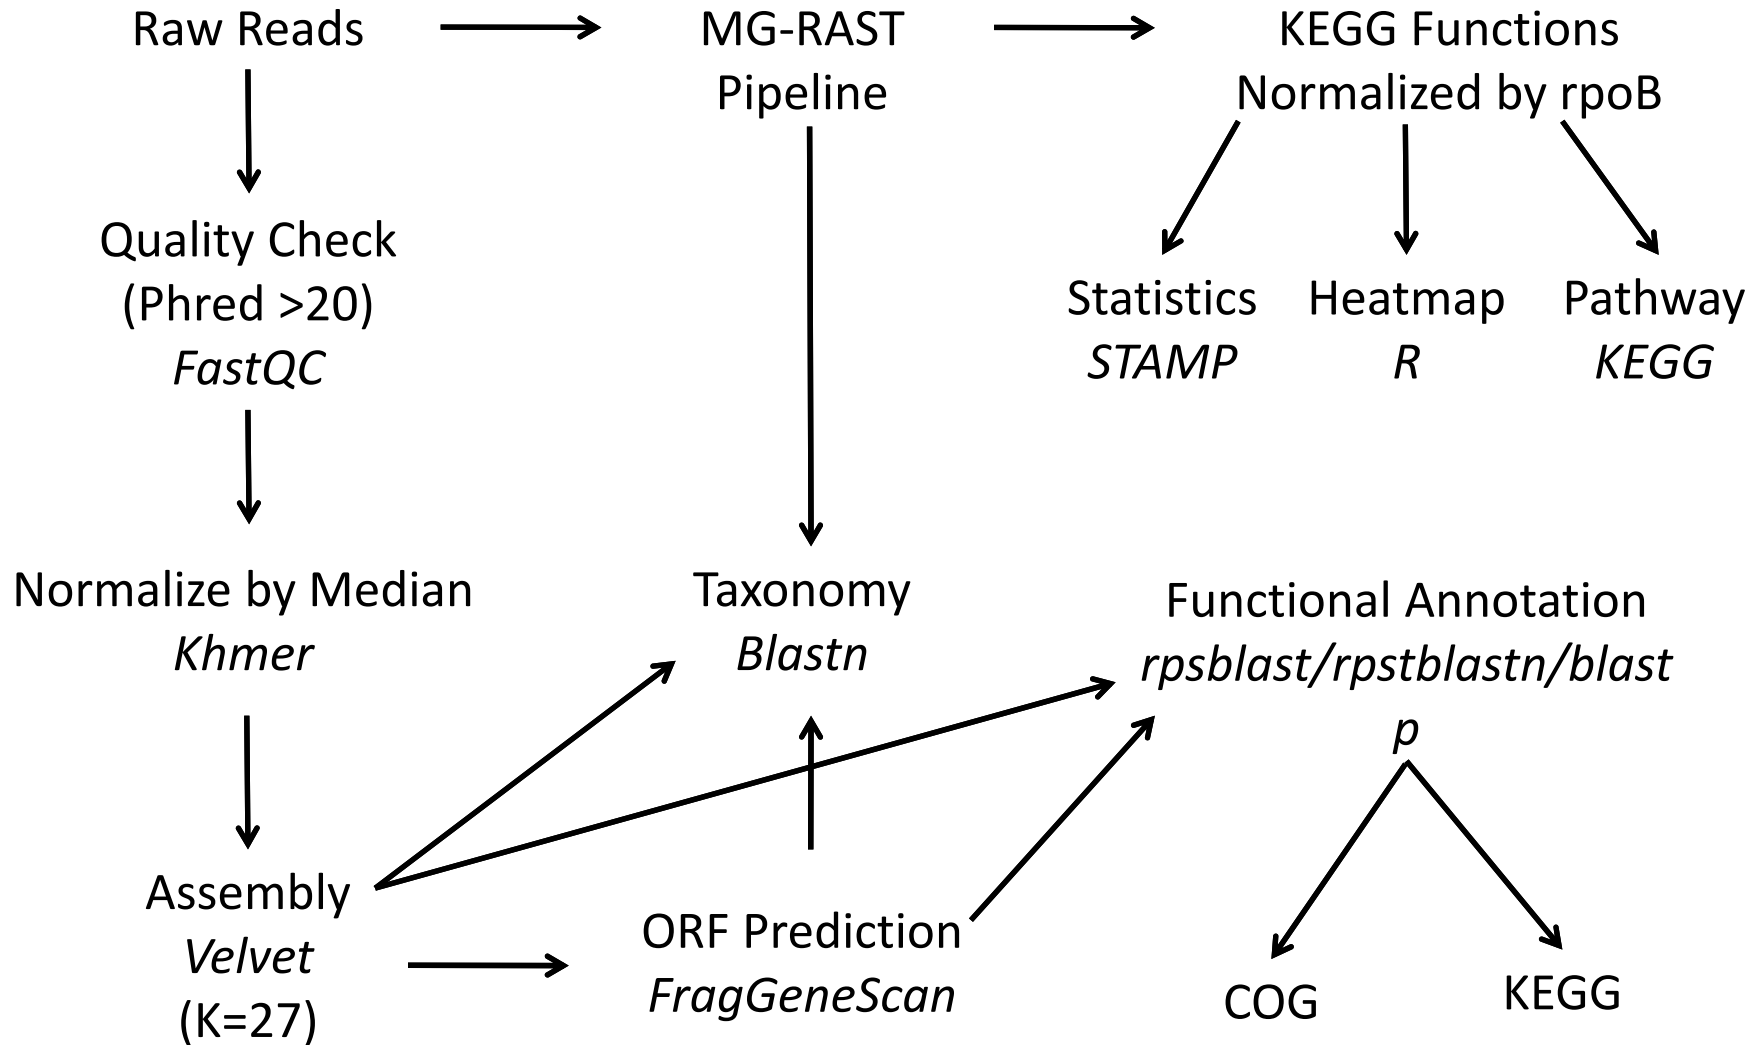 Raw Reads
MG-RAST
Pipeline
KEGG Functions
Normalized by rpoB
Quality Check
(Phred >20)
FastQC
Statistics
STAMP
Heatmap
R
Pathway
KEGG
Normalize by Median
Khmer
Taxonomy
Blastn
Functional Annotation
rpsblast/rpstblastn/blast
p
Assembly
Velvet
(K=27)
ORF Prediction
FragGeneScan
COG
KEGG